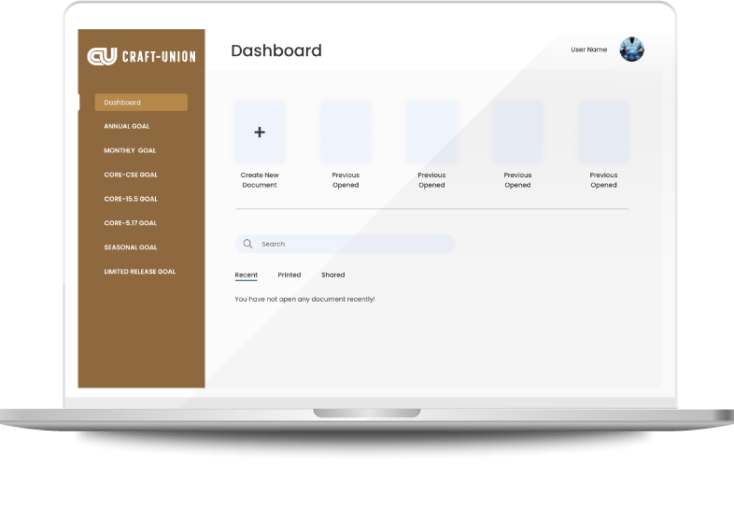 CU CRAFT-UNION
Dashboard
User Name
Dashboard
ANNUAL GOAL
MONTHLY GOAL
CORE-CSE GOAL
CORE-15.5 GOAL
CORE-5.17 GOAL
SEASONAL GOAL
LIMITED RELEASE GOAL
+
Create New
Document
Previous
Opened
Previous
Opened
Previous
Opened
Previous
Opened
Search
Recent Printed Shared
You have not open any document recently!